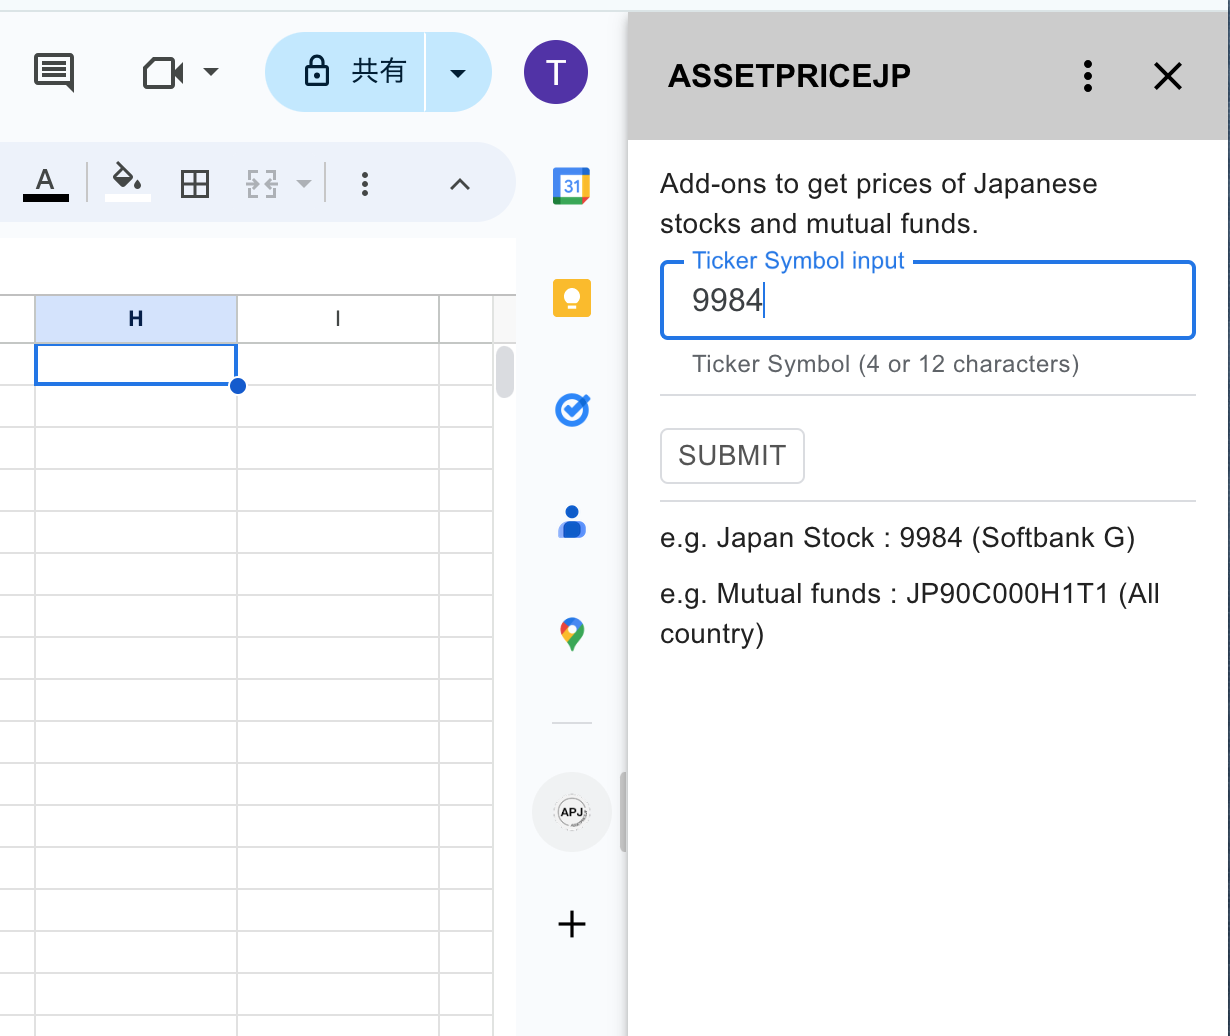 共有
T
ASSETPRICEJP
A
31
Add-ons to get prices of Japanese
stocks and mutual funds.
Ticker Symbol input
9984
Ticker Symbol (4 or 12 characters)
H
I
SUBMIT
e.g. Japan Stock : 9984 (Softbank G)
e.g. Mutual funds : JP90C000H1T1 (All
country)
APJ